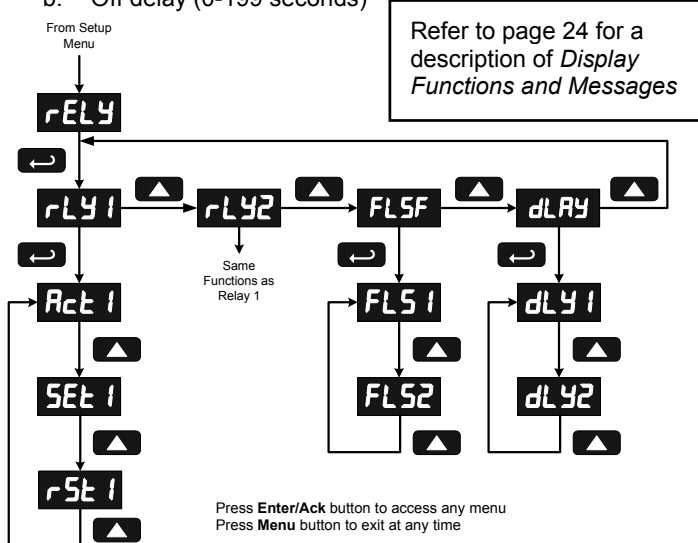 b. Off delay (0-199 seconds)
From Setup
Menu
Refer to page 24 for a
description of Display
Functions and Messages
rELY
rLY1
rLY2
FLSF
dLAY
Same
Functions as
Relay 1
Act1
FLS1
dLY1
SEt1
FLS2
dLY2
rSt1
Press Enter/Ack button to access any menu
Press Menu button to exit at any time